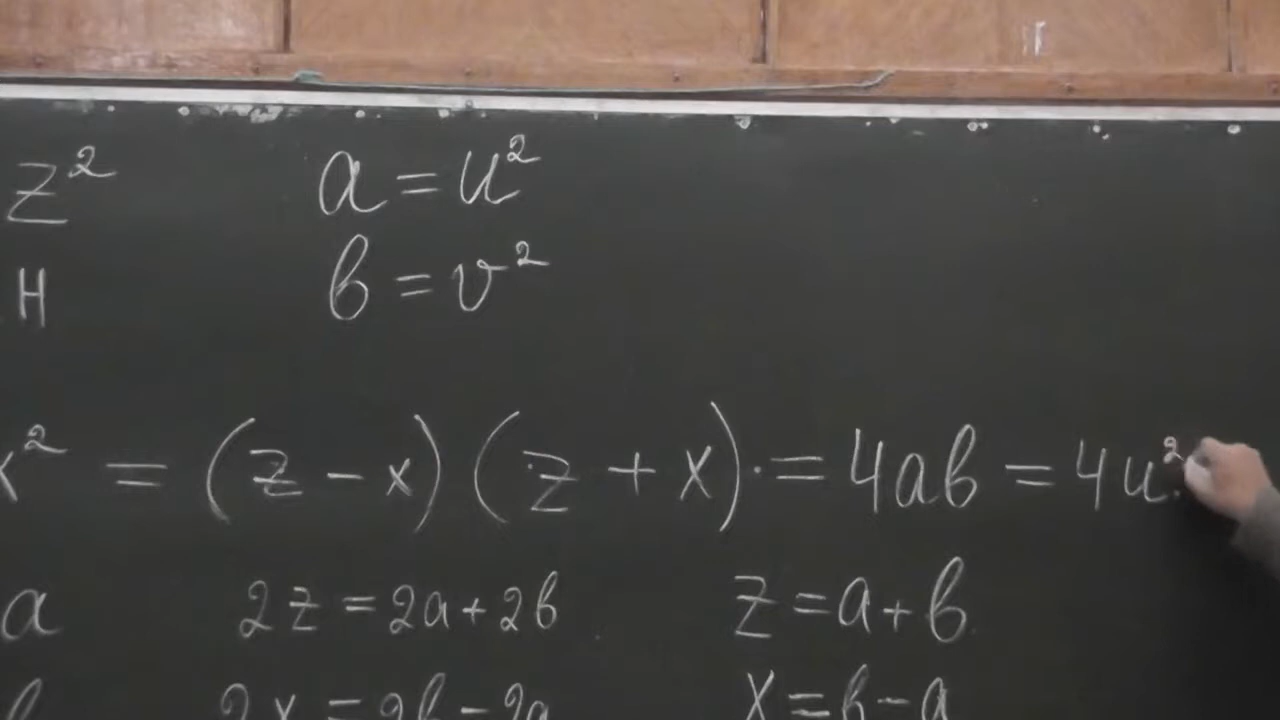 z² a = u²
H b = v²
x² = (z - x) (z + x) · = 4ab = 4u²
a 2z = 2a + 2b z = a + b
2x = 2b - 2a x = b - a